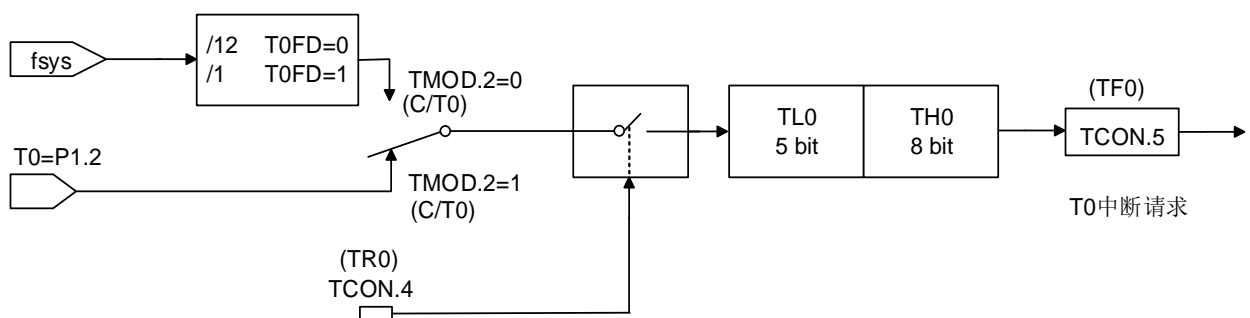 fsys
/12 T0FD=0
/1 T0FD=1
TMOD.2=0
(C/T0)
T0=P1.2
TMOD.2=1
(C/T0)
(TR0)
TCON.4
TL0
5 bit
TH0
8 bit
(TF0)
TCON.5
T0中断请求